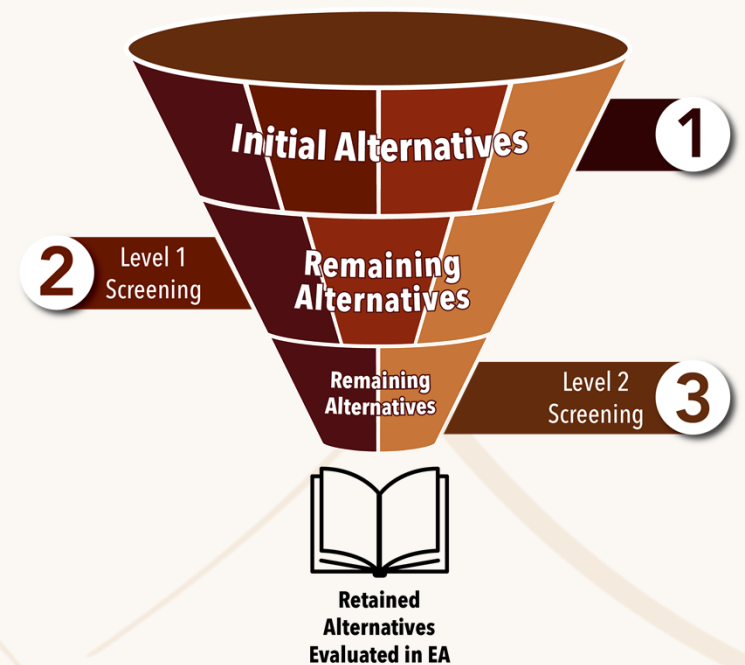 Initial Alternatives
1
2
Level 1
Screening
Remaining
Alternatives
Remaining
Alternatives
Level 2
Screening
3
Retained
Alternatives
Evaluated in EA